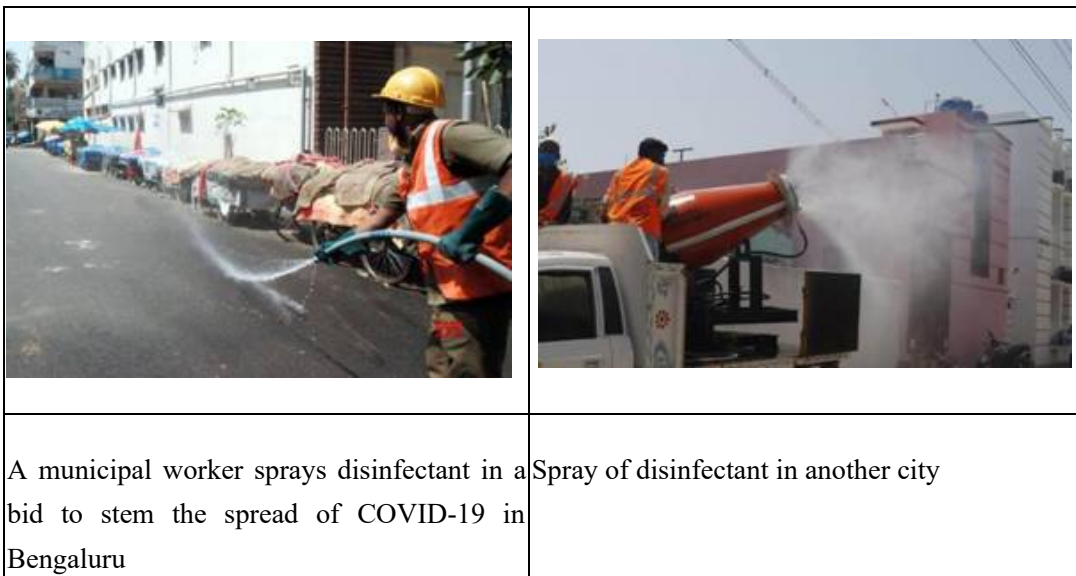 A municipal worker sprays disinfectant in a
bid to stem the spread of COVID-19 in
Bengaluru
Spray of disinfectant in another city